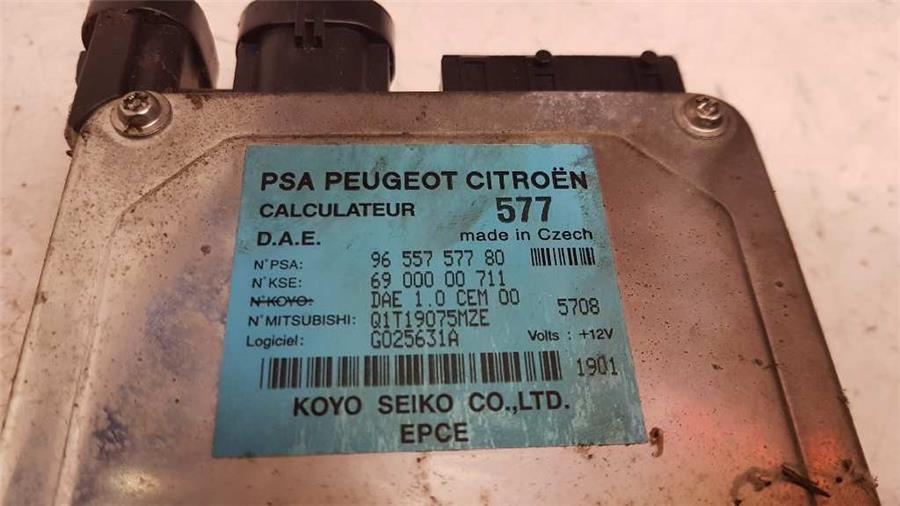 PSA PEUGEOT CITROËN
CALCULATEUR 577
D.A.E. made in Czech
N°PSA: 96 557 577 80
N°KSE: 69 000 00 711
N°KOYO: DAE 1.0 CEM 00
N°MITSUBISHI: Q1T19075MZE 5708
Logiciel: G025631A Volts : +12V
1901
KOYO SEIKO CO.,LTD.
EPCE